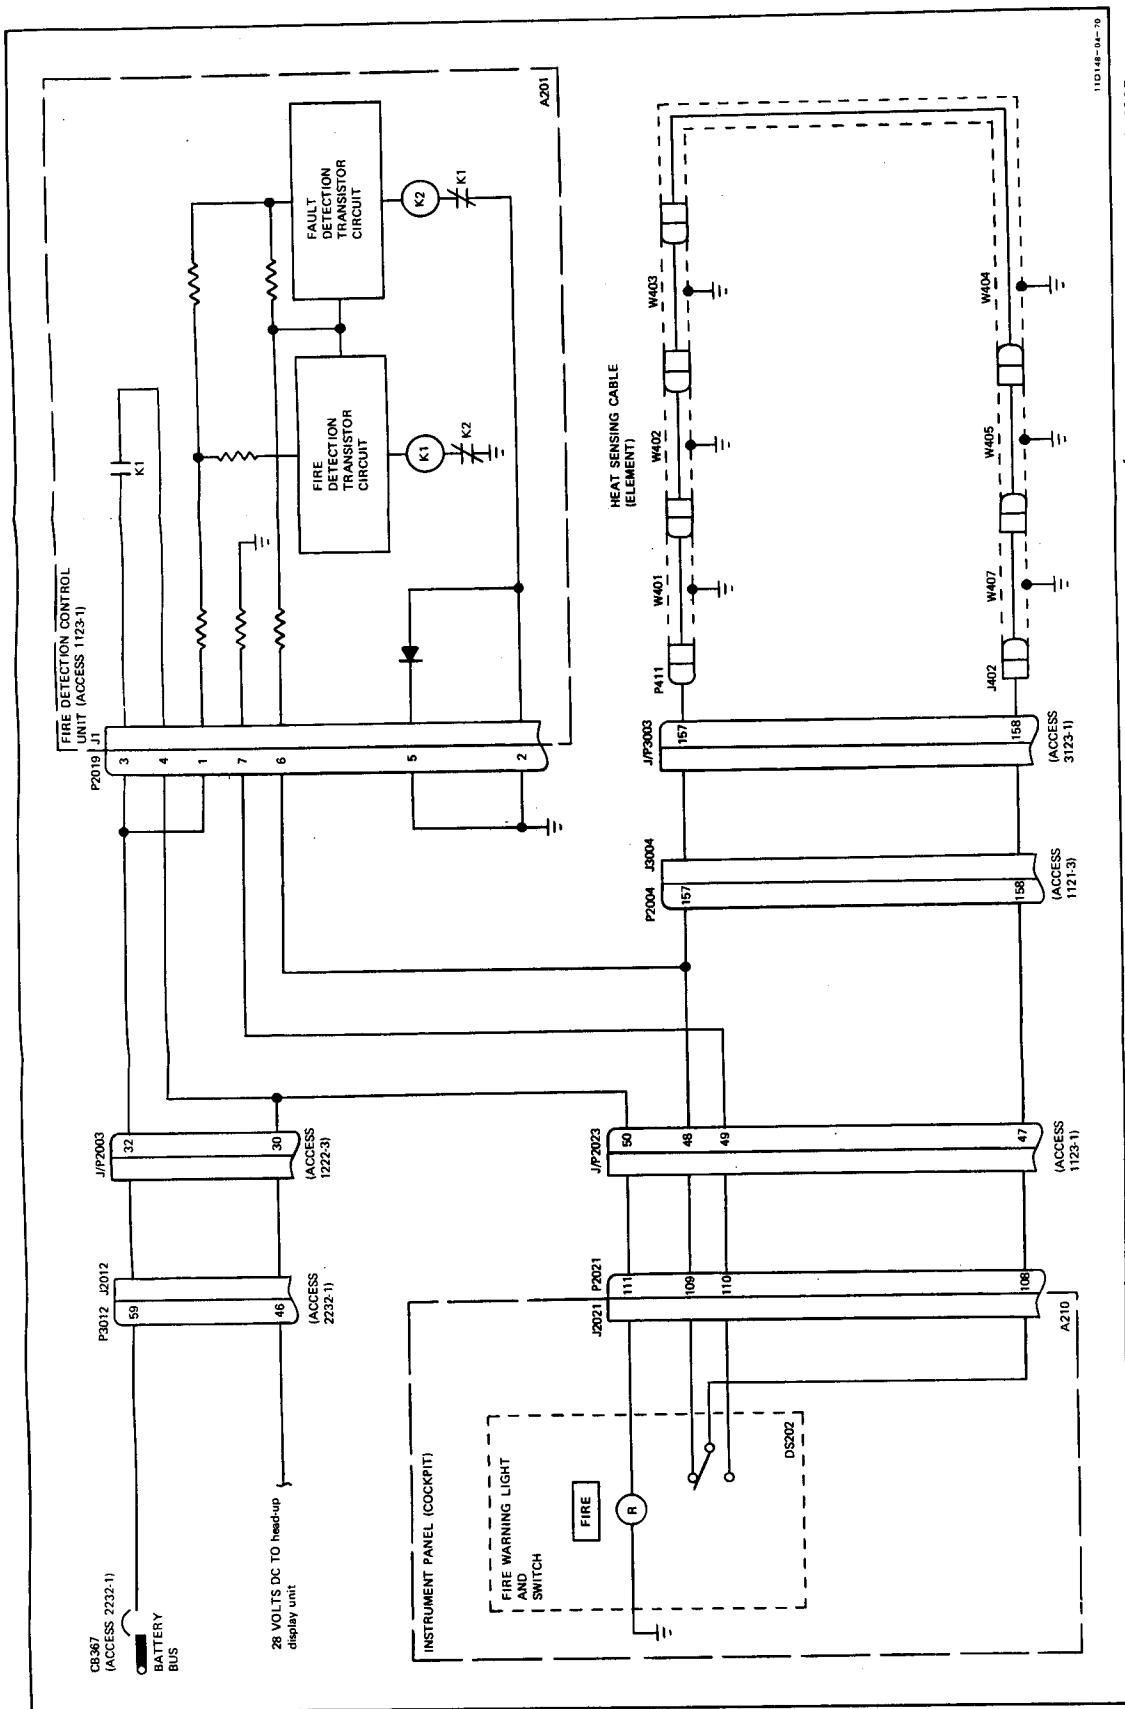 CB367
(ACCESS 2232-1)
BATTERY
BUS
28 VOLTS DC TO head-up
display unit
P3012
J2012
59
46
(ACCESS
2232-1)
J/P2003
32
30
(ACCESS
1222-3)
FIRE DETECTION CONTROL
UNIT (ACCESS 1123-1)
P2019
J1
3
4
1
7
6
5
2
K1
FIRE
DETECTION
TRANSISTOR
CIRCUIT
K1
K2
FAULT
DETECTION
TRANSISTOR
CIRCUIT
K2
K1
A201
INSTRUMENT PANEL (COCKPIT)
FIRE WARNING LIGHT
AND
SWITCH
FIRE
R
DS202
J2021
P2021
111
109
110
108
A210
J/P2023
50
48
49
47
(ACCESS
1123-1)
P2004
J3004
157
158
(ACCESS
1121-3)
J/P3003
157
158
(ACCESS
3123-1)
HEAT SENSING CABLE
(ELEMENT)
P411
W401
W402
W403
J402
W407
W405
W404
11D148-04-70